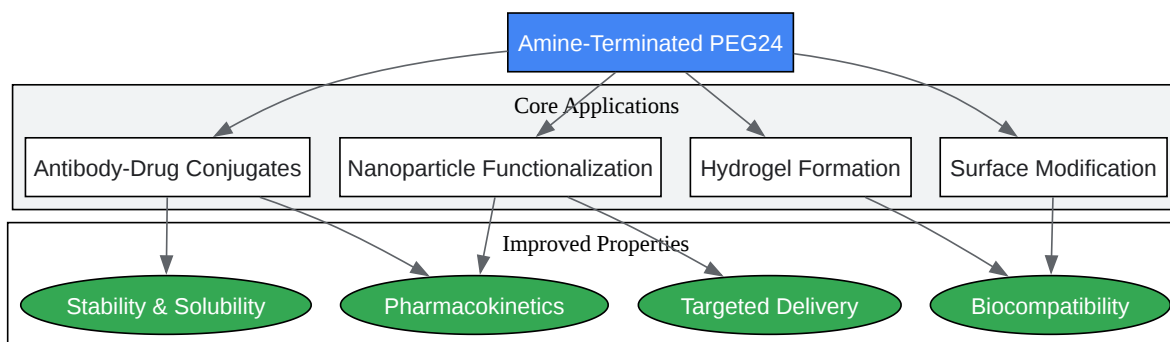 Amine-Terminated PEG24
Core Applications
Antibody-Drug Conjugates
Nanoparticle Functionalization
Hydrogel Formation
Surface Modification
Improved Properties
Stability & Solubility
Pharmacokinetics
Targeted Delivery
Biocompatibility